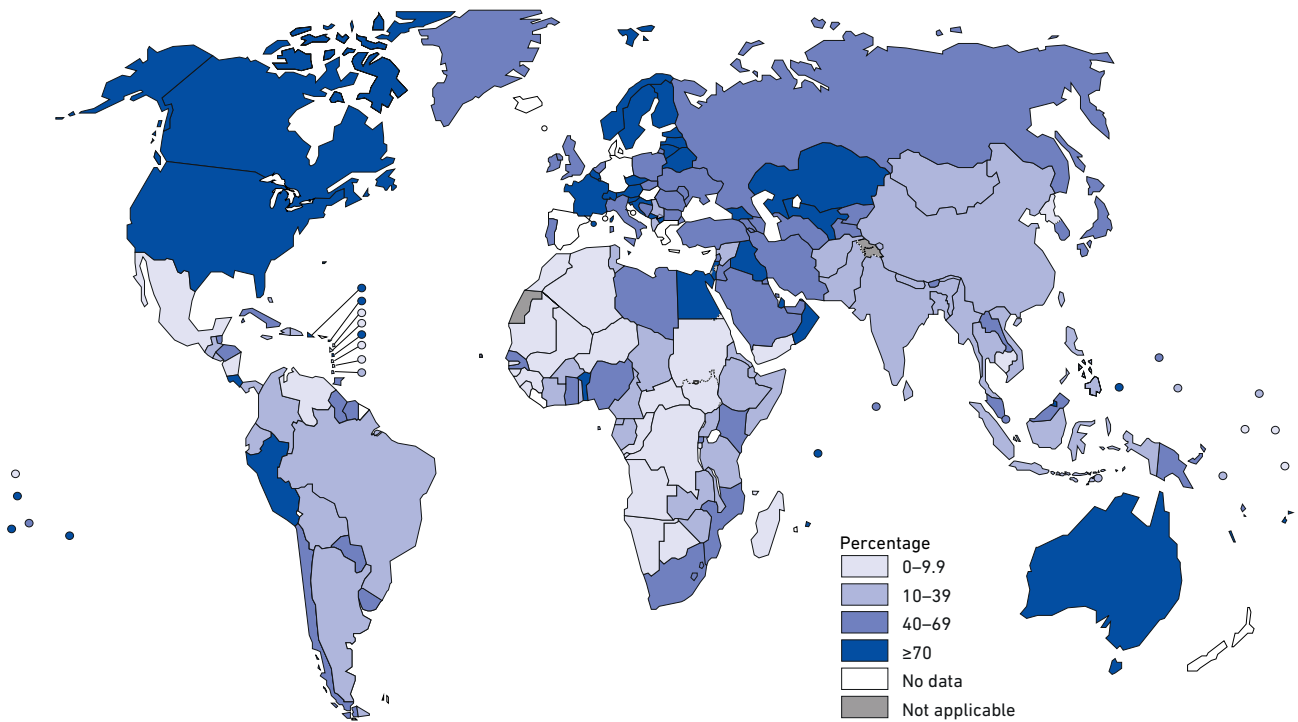 Percentage
0–9.9
10–39
40–69
≥70
No data
Not applicable